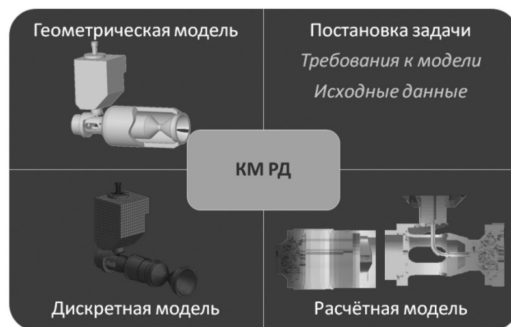 Геометрическая модель
Постановка задачи
Требования к модели
Исходные данные
КМ РД
Дискретная модель
Расчётная модель